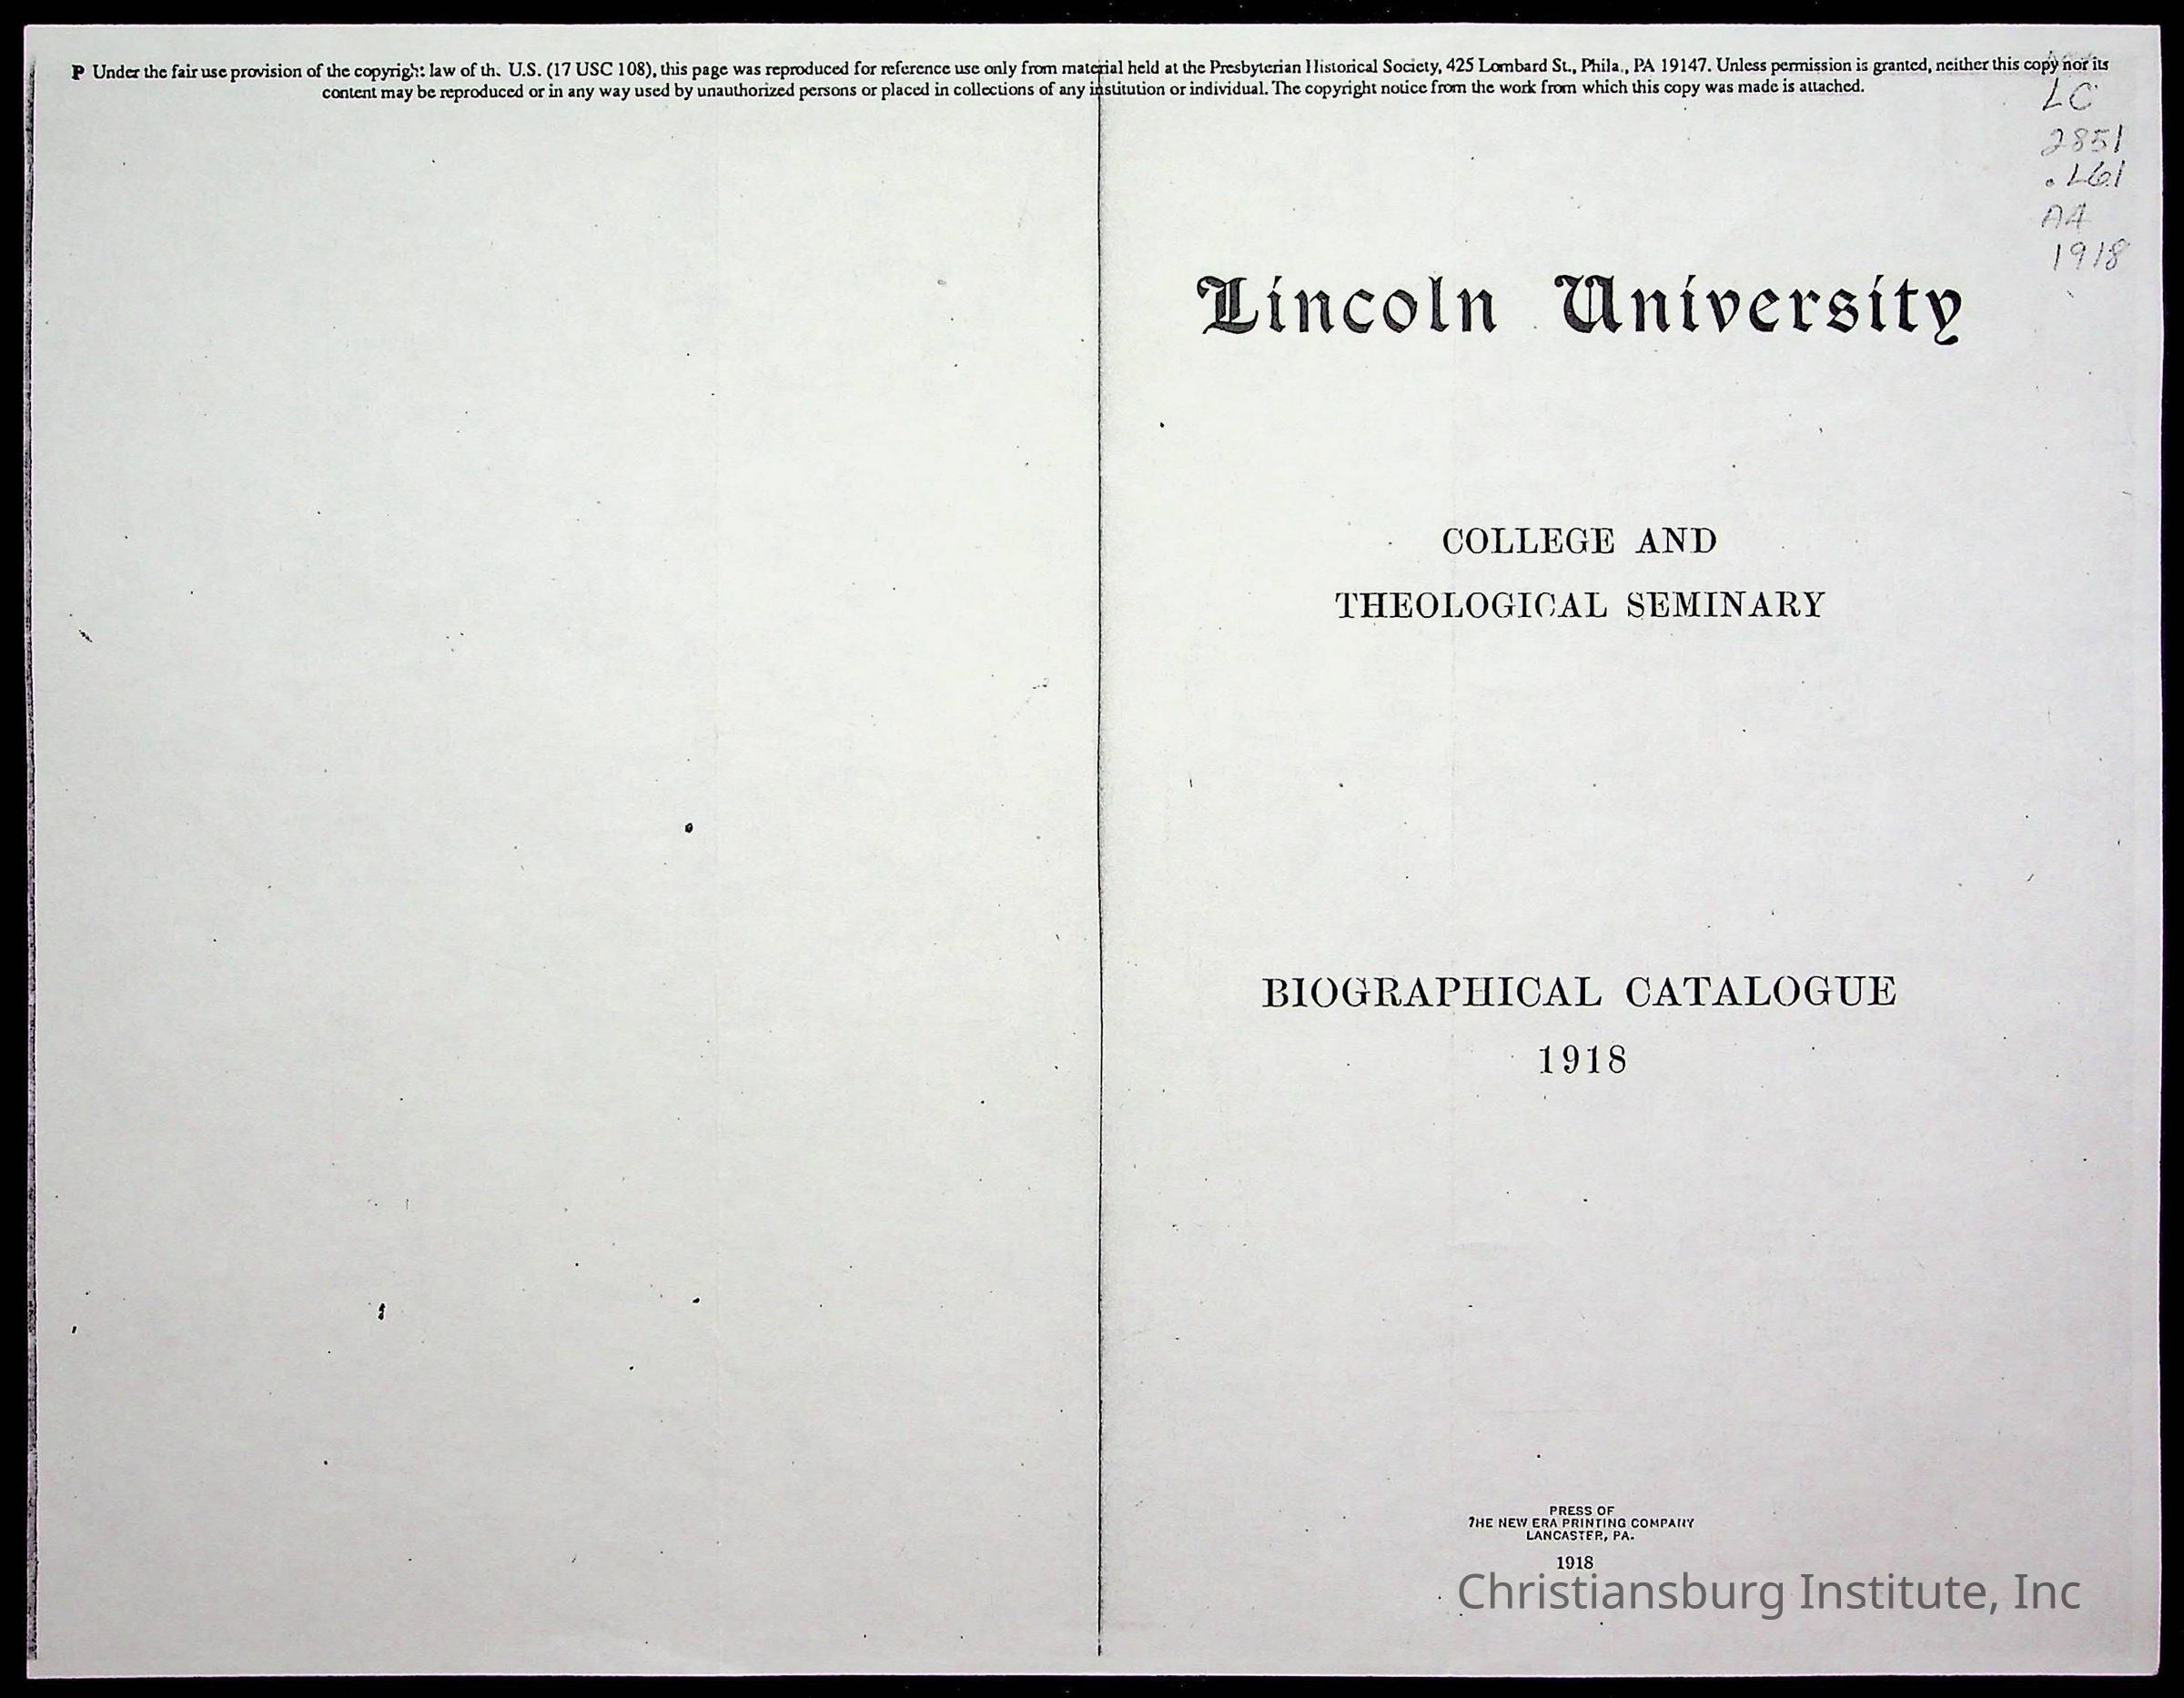 P Under the fair use provision of the copyright law of th. U.S. (17 USC 108), this page was reproduced for reference use only from material held at the Presbyterian Historical Society, 425 Lombard St., Phila., PA 19147. Unless permission is granted, neither this copy nor its
content may be reproduced or in any way used by unauthorized persons or placed in collections of any institution or individual. The copyright notice from the work from which this copy was made is attached.
LC
2851
.L61
A4
1918
Lincoln University
COLLEGE AND
THEOLOGICAL SEMINARY
BIOGRAPHICAL CATALOGUE
1918
PRESS OF
THE NEW ERA PRINTING COMPANY
LANCASTER, PA.
1918
Christiansburg Institute, Inc